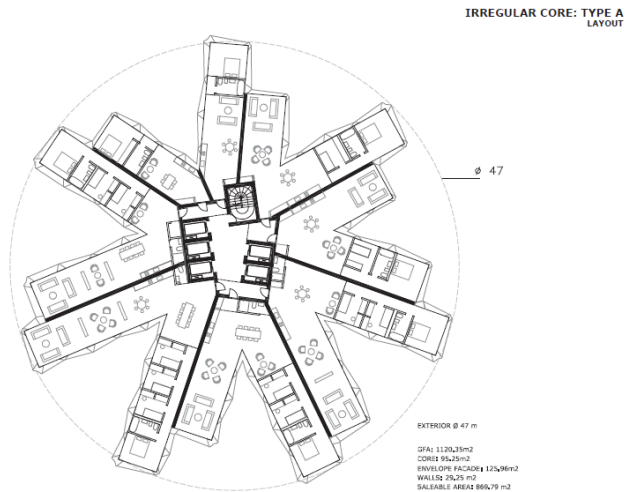 IRREGULAR CORE: TYPE A
LAYOUT
ø 47
EXTERIOR Ø 47 m
GFA: 1120,35m2
CORE: 95,25m2
ENVELOPE FACADE: 125,96m2
WALLS: 29,25 m2
SALEABLE AREA: 869,79 m2